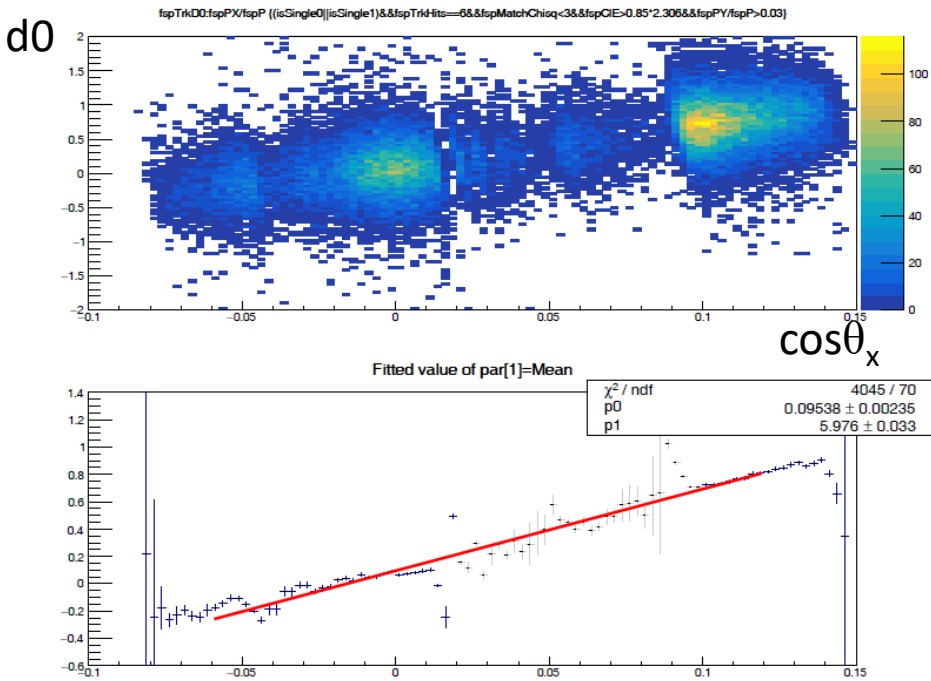 fspTrkD0:fspPX/fspP {(isSingle0||isSingle1)&&fspTrkHits==6&&fspMatchChisq<3&&fspClE>0.85*2.306&&fspPY/fspP>0.03}
d0
2
1.5
1
0.5
0
−0.5
−1
−1.5
−2
−0.1 −0.05 0 0.05 0.1 0.15
100
80
60
40
20
0
cosθx
Fitted value of par[1]=Mean
χ² / ndf 4045 / 70
p0 0.09538 ± 0.00235
p1 5.976 ± 0.033
1.4
1.2
1
0.8
0.6
0.4
0.2
0
−0.2
−0.4
−0.6
−0.1 −0.05 0 0.05 0.1 0.15